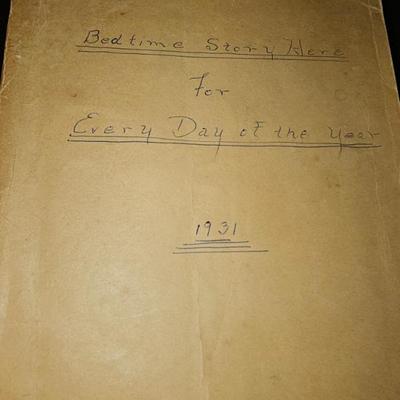 Bedtime Story Here
For
Every Day of the Year
1931